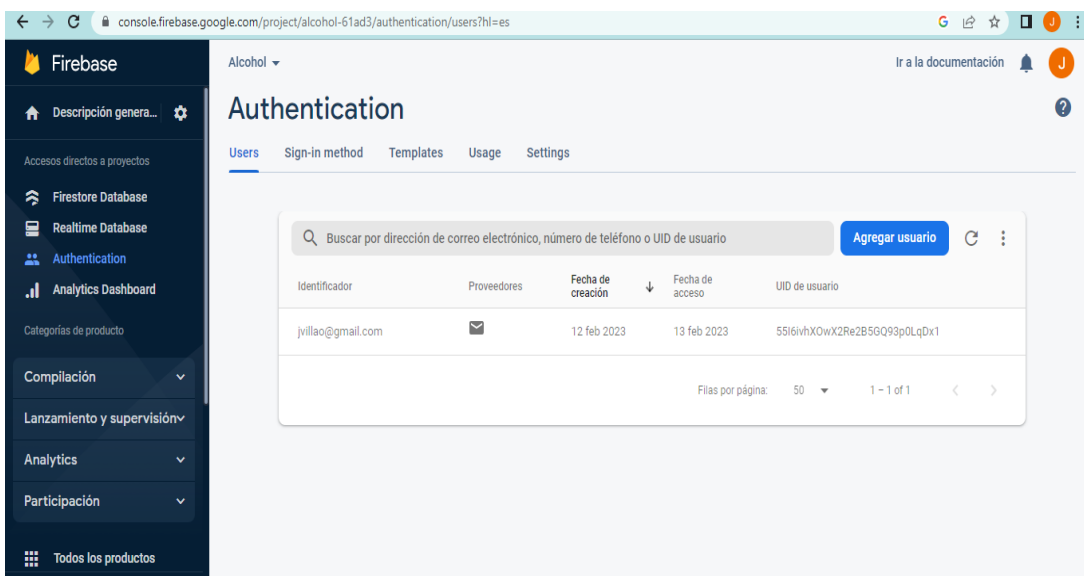 console.firebase.google.com/project/alcohol-61ad3/authentication/users?hl=es
G
J
Firebase
Alcohol
Ir a la documentación
J
Descripción genera...
Authentication
?
Accesos directos a proyectos
Users Sign-in method Templates Usage Settings
Firestore Database
Realtime Database
Authentication
Analytics Dashboard
Categorías de producto
Compilación
Lanzamiento y supervisión
Analytics
Participación
Todos los productos
Buscar por dirección de correo electrónico, número de teléfono o UID de usuario
Agregar usuario
Identificador Proveedores Fecha de creación Fecha de acceso UID de usuario
jvillao@gmail.com 12 feb 2023 13 feb 2023 55I6ivhXOwX2Re2B5GQ93p0LqDx1
Filas por página: 50 1 – 1 of 1